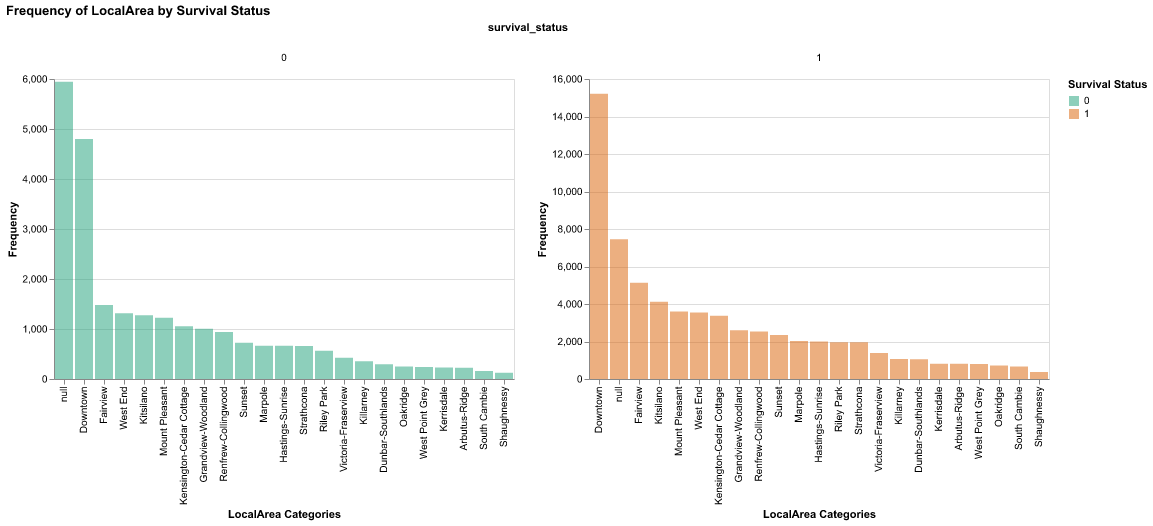 Frequency of LocalArea by Survival Status
survival_status
0
Frequency
6,000
5,000
4,000
3,000
2,000
1,000
0
null
Downtown
Fairview
West End
Kitsilano
Mount Pleasant
Kensington-Cedar Cottage
Grandview-Woodland
Renfrew-Collingwood
Sunset
Marpole
Hastings-Sunrise
Strathcona
Riley Park
Victoria-Fraserview
Killarney
Dunbar-Southlands
Oakridge
West Point Grey
Kerrisdale
Arbutus-Ridge
South Cambie
Shaughnessy
LocalArea Categories
1
Frequency
16,000
14,000
12,000
10,000
8,000
6,000
4,000
2,000
0
Downtown
null
Fairview
Kitsilano
Mount Pleasant
West End
Kensington-Cedar Cottage
Grandview-Woodland
Renfrew-Collingwood
Sunset
Marpole
Hastings-Sunrise
Riley Park
Strathcona
Victoria-Fraserview
Killarney
Dunbar-Southlands
Kerrisdale
Arbutus-Ridge
West Point Grey
Oakridge
South Cambie
Shaughnessy
LocalArea Categories
Survival Status
0
1